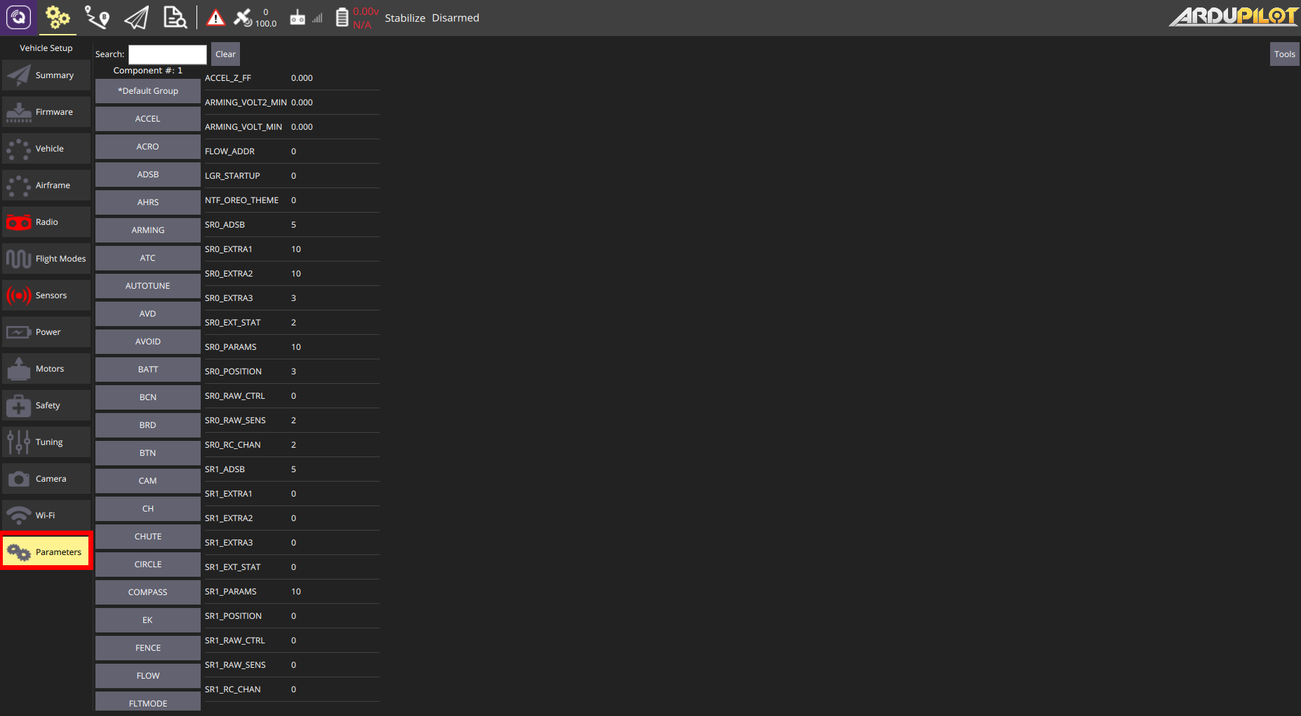 0
100.0
0.00v
N/A
Stabilize Disarmed
ARDUPILOT
Vehicle Setup
Summary
Firmware
Vehicle
Airframe
Radio
Flight Modes
Sensors
Power
Motors
Safety
Tuning
Camera
Wi-Fi
Parameters
Search: Clear
Tools
Component #: 1
*Default Group
ACCEL
ACRO
ADSB
AHRS
ARMING
ATC
AUTOTUNE
AVD
AVOID
BATT
BCN
BRD
BTN
CAM
CH
CHUTE
CIRCLE
COMPASS
EK
FENCE
FLOW
FLTMODE
ACCEL_Z_FF 0.000
ARMING_VOLT2_MIN 0.000
ARMING_VOLT_MIN 0.000
FLOW_ADDR 0
LGR_STARTUP 0
NTF_OREO_THEME 0
SR0_ADSB 5
SR0_EXTRA1 10
SR0_EXTRA2 10
SR0_EXTRA3 3
SR0_EXT_STAT 2
SR0_PARAMS 10
SR0_POSITION 3
SR0_RAW_CTRL 0
SR0_RAW_SENS 2
SR0_RC_CHAN 2
SR1_ADSB 5
SR1_EXTRA1 0
SR1_EXTRA2 0
SR1_EXTRA3 0
SR1_EXT_STAT 0
SR1_PARAMS 10
SR1_POSITION 0
SR1_RAW_CTRL 0
SR1_RAW_SENS 0
SR1_RC_CHAN 0